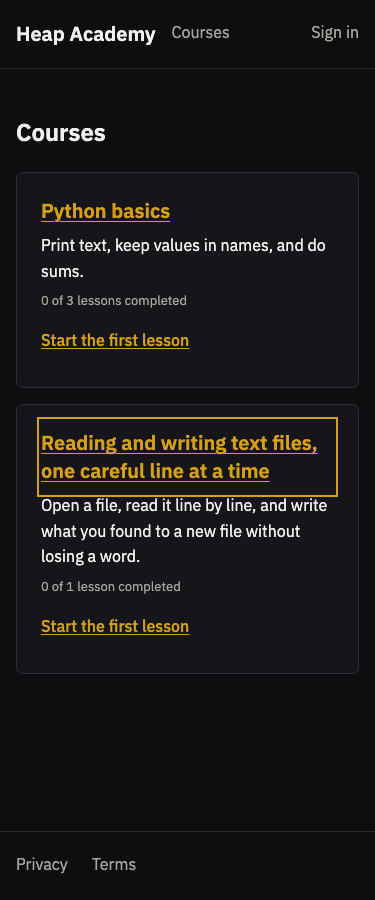 Heap Academy Courses Sign in
Courses
Python basics
Print text, keep values in names, and do
sums.
0 of 3 lessons completed
Start the first lesson
Reading and writing text files,
one careful line at a time
Open a file, read it line by line, and write
what you found to a new file without
losing a word.
0 of 1 lesson completed
Start the first lesson
Privacy Terms